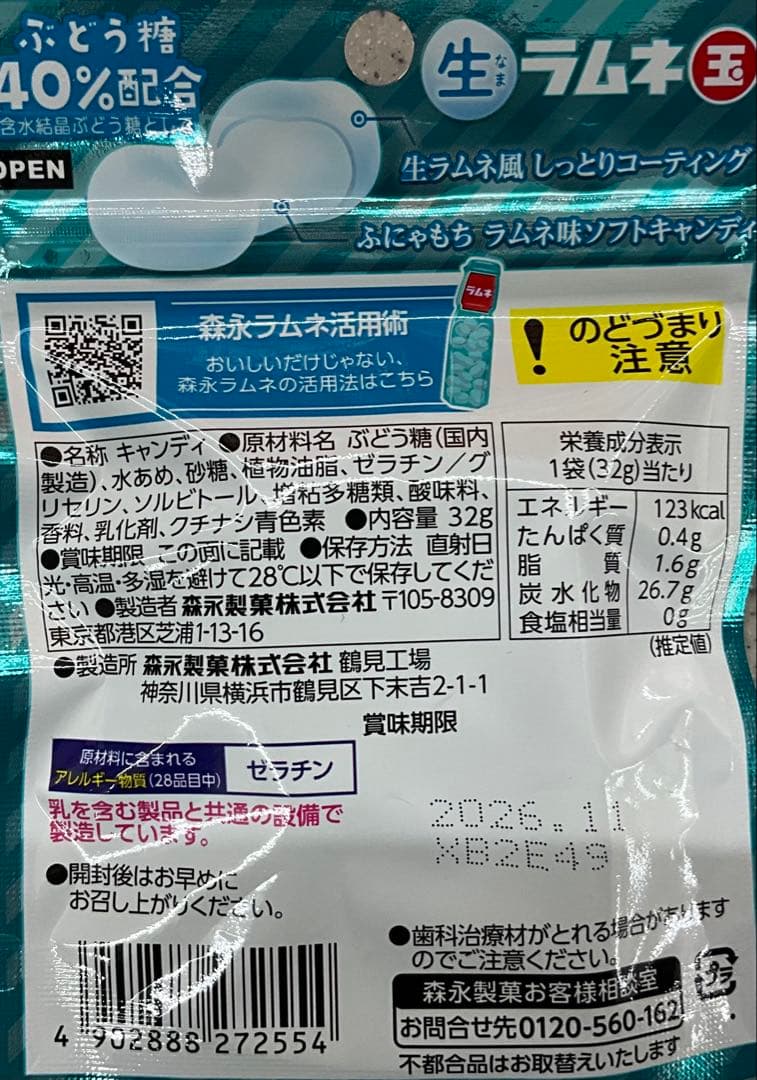 ぶどう糖
40%配合
含水結晶ぶどう糖として
OPEN
生 なま ラムネ玉
生ラムネ風 しっとりコーティング
ふにゃもち ラムネ味ソフトキャンディ
森永ラムネ活用術
おいしいだけじゃない、
森永ラムネの活用法はこちら
ラムネ
! のどづまり
注意
●名称 キャンディ ●原材料名 ぶどう糖(国内
製造)、水あめ、砂糖、植物油脂、ゼラチン/グ
リセリン、ソルビトール、増粘多糖類、酸味料、
香料、乳化剤、クチナシ青色素 ●内容量 32g
●賞味期限 この面に記載 ●保存方法 直射日
光・高温・多湿を避けて28℃以下で保存してくだ
さい ●製造者 森永製菓株式会社 〒105-8309
東京都港区芝浦1-13-16
栄養成分表示
1袋(32g)当たり
エネルギー 123kcal
たんぱく質 0.4g
脂質 1.6g
炭水化物 26.7g
食塩相当量 0g
(推定値)
●製造所 森永製菓株式会社 鶴見工場
神奈川県横浜市鶴見区下末吉2-1-1
賞味期限
原材料に含まれる
アレルギー物質(28品目中)
ゼラチン
乳を含む製品と共通の設備で
製造しています。
2026.11
XB2E49
●開封後はお早めに
お召し上がりください。
●歯科治療材がとれる場合があります
のでご注意ください。
森永製菓お客様相談室
お問合せ先0120-560-162
不都合品はお取替えいたします
プラ
4 902888 272554